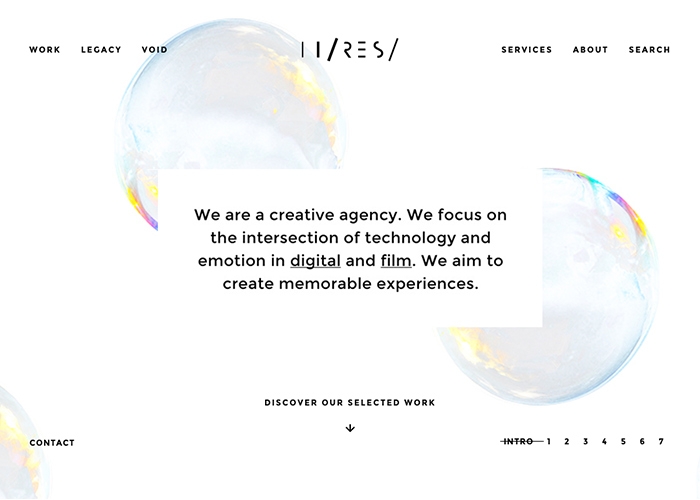 WORK LEGACY VOID
SERVICES ABOUT SEARCH
We are a creative agency. We focus on
the intersection of technology and
emotion in digital and film. We aim to
create memorable experiences.
DISCOVER OUR SELECTED WORK
CONTACT
INTRO 1 2 3 4 5 6 7